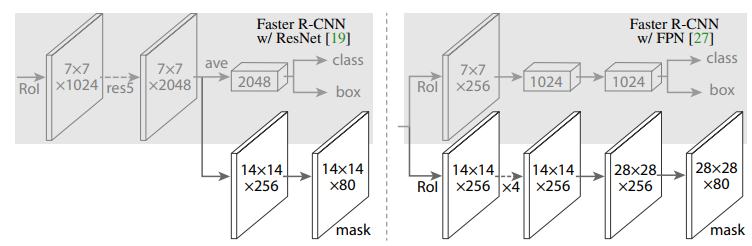 Faster R-CNN
w/ ResNet [19]
RoI
7×7
×1024
res5
7×7
×2048
ave
2048
class
box
14×14
×256
14×14
×80
mask
Faster R-CNN
w/ FPN [27]
RoI
7×7
×256
1024
1024
class
box
RoI
14×14
×256
×4
14×14
×256
28×28
×256
28×28
×80
mask